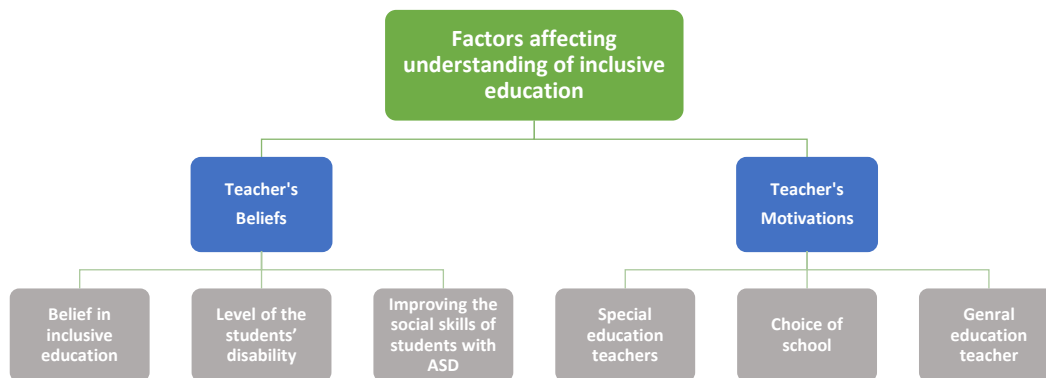 Factors affecting
understanding of inclusive
education
Teacher's
Beliefs
Teacher's
Motivations
Belief in
inclusive
education
Level of the
students’
disability
Improving the
social skills of
students with
ASD
Special
education
teachers
Choice of
school
Genral
education
teacher